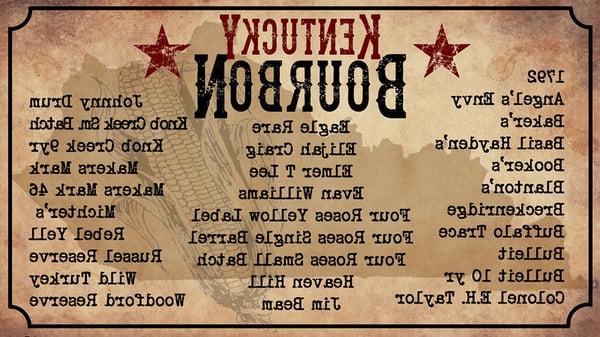 KENTUCKY
BOURBON
1792
Angel's Envy
Baker's
Basil Hayden's
Booker's
Blanton's
Breckenridge
Buffalo Trace
Bulleit
Bulleit 10 yr
Colonel E.H. Taylor
Eagle Rare
Elijah Craig
Elmer T Lee
Evan Williams
Four Roses Yellow Label
Four Roses Single Barrel
Four Roses Small Batch
Heaven Hill
Jim Beam
Johnny Drum
Knob Creek Sm. Batch
Knob Creek 9yr
Makers Mark
Makers Mark 46
Michter's
Rebel Yell
Russel Reserve
Wild Turkey
Woodford Reserve